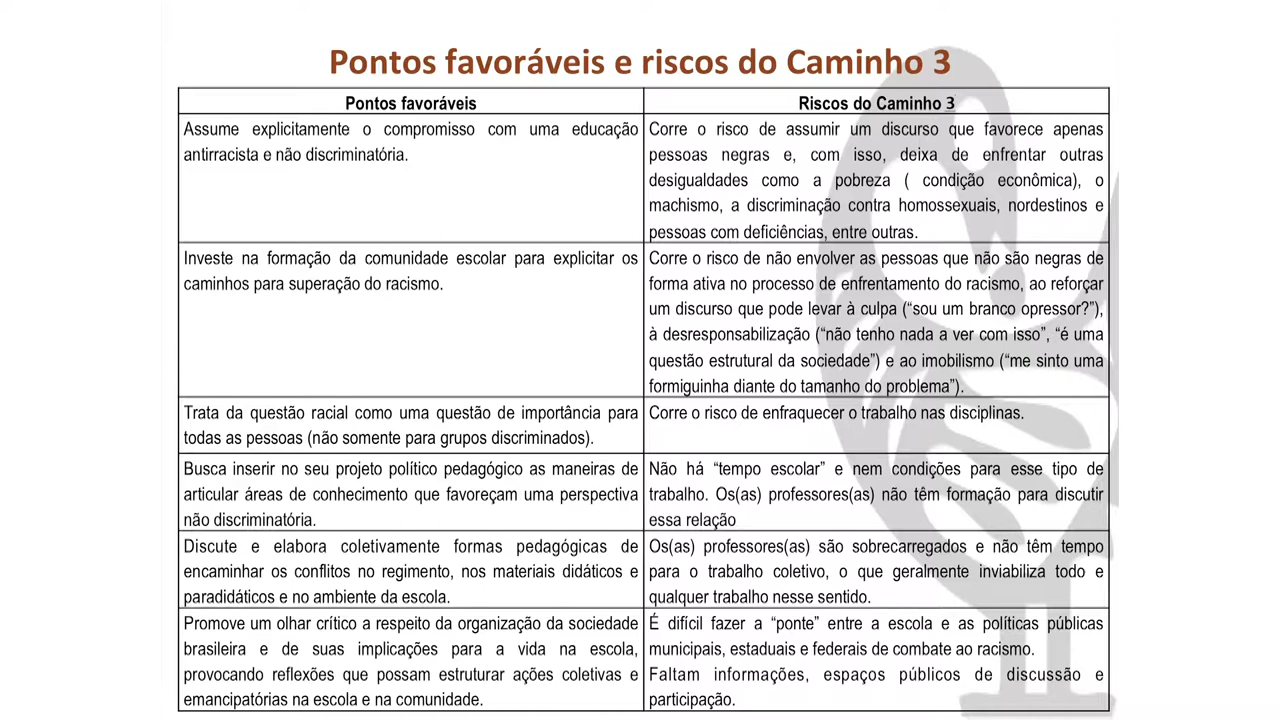 Pontos favoráveis e riscos do Caminho 3
Pontos favoráveis
Riscos do Caminho 3
Assume explicitamente o compromisso com uma educação
antirracista e não discriminatória.
Corre o risco de assumir um discurso que favorece apenas
pessoas negras e, com isso, deixa de enfrentar outras
desigualdades como a pobreza ( condição econômica), o
machismo, a discriminação contra homossexuais, nordestinos e
pessoas com deficiências, entre outras.
Investe na formação da comunidade escolar para explicitar os
caminhos para superação do racismo.
Corre o risco de não envolver as pessoas que não são negras de
forma ativa no processo de enfrentamento do racismo, ao reforçar
um discurso que pode levar à culpa (“sou um branco opressor?”),
à desresponsabilização (“não tenho nada a ver com isso”, “é uma
questão estrutural da sociedade”) e ao imobilismo (“me sinto uma
formiguinha diante do tamanho do problema”).
Trata da questão racial como uma questão de importância para
todas as pessoas (não somente para grupos discriminados).
Corre o risco de enfraquecer o trabalho nas disciplinas.
Busca inserir no seu projeto político pedagógico as maneiras de
articular áreas de conhecimento que favoreçam uma perspectiva
não discriminatória.
Não há “tempo escolar” e nem condições para esse tipo de
trabalho. Os(as) professores(as) não têm formação para discutir
essa relação
Discute e elabora coletivamente formas pedagógicas de
encaminhar os conflitos no regimento, nos materiais didáticos e
paradidáticos e no ambiente da escola.
Os(as) professores(as) são sobrecarregados e não têm tempo
para o trabalho coletivo, o que geralmente inviabiliza todo e
qualquer trabalho nesse sentido.
Promove um olhar crítico a respeito da organização da sociedade
brasileira e de suas implicações para a vida na escola,
provocando reflexões que possam estruturar ações coletivas e
emancipatórias na escola e na comunidade.
É difícil fazer a “ponte” entre a escola e as políticas públicas
municipais, estaduais e federais de combate ao racismo.
Faltam informações, espaços públicos de discussão e
participação.